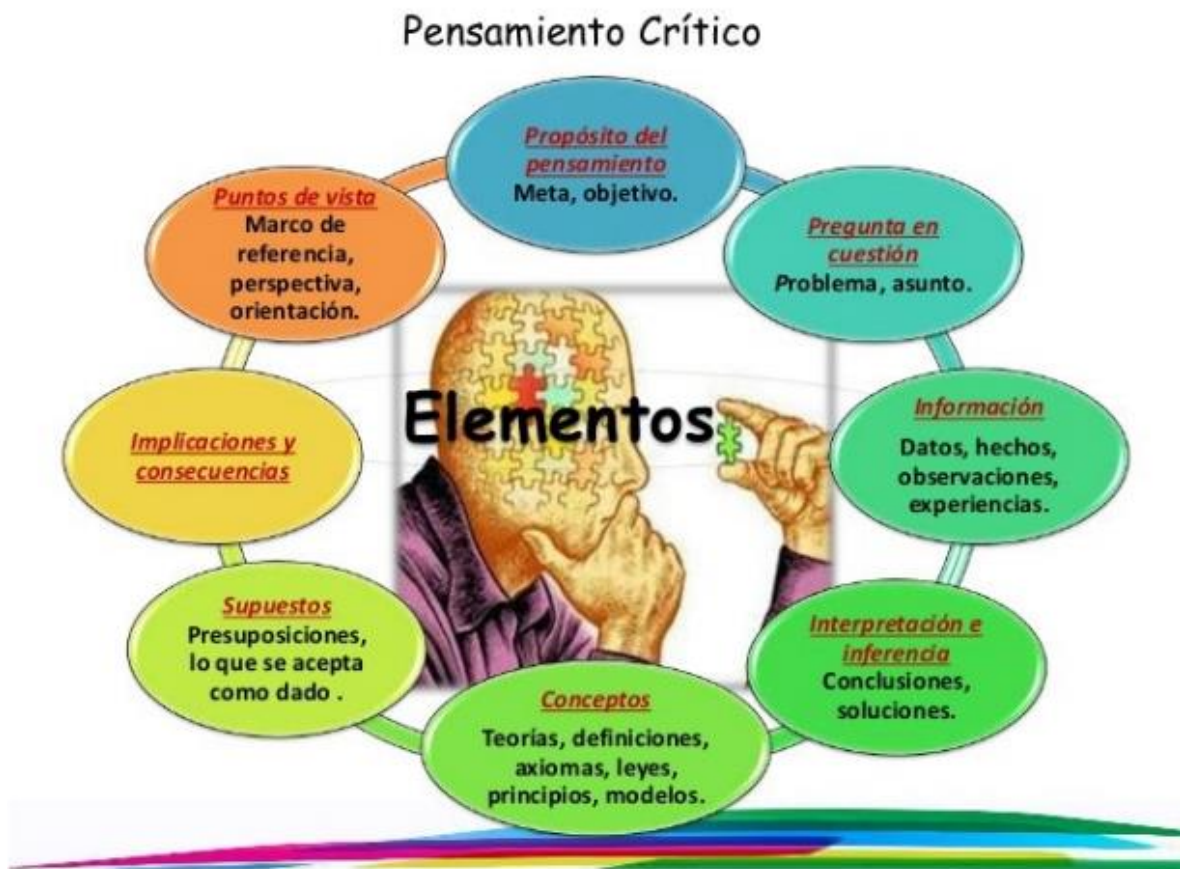 Pensamiento Crítico
Propósito del
pensamiento
Meta, objetivo.
Pregunta en
cuestión
Problema, asunto.
Información
Datos, hechos,
observaciones,
experiencias.
Interpretación e
inferencia
Conclusiones,
soluciones.
Conceptos
Teorías, definiciones,
axiomas, leyes,
principios, modelos.
Supuestos
Presuposiciones,
lo que se acepta
como dado .
Implicaciones y
consecuencias
Puntos de vista
Marco de
referencia,
perspectiva,
orientación.
Elementos